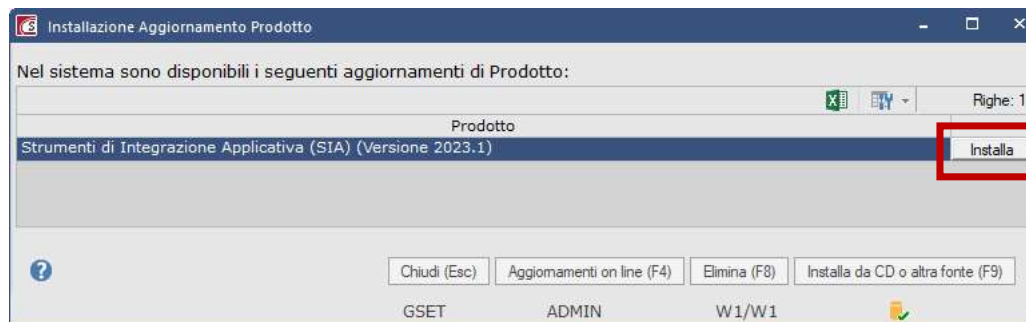 Installazione Aggiornamento Prodotto
Nel sistema sono disponibili i seguenti aggiornamenti di Prodotto:
Righe: 1
Prodotto
Strumenti di Integrazione Applicativa (SIA) (Versione 2023.1) Installa
Chiudi (Esc) Aggiornamenti on line (F4) Elimina (F8) Installa da CD o altra fonte (F9)
GSET ADMIN W1/W1